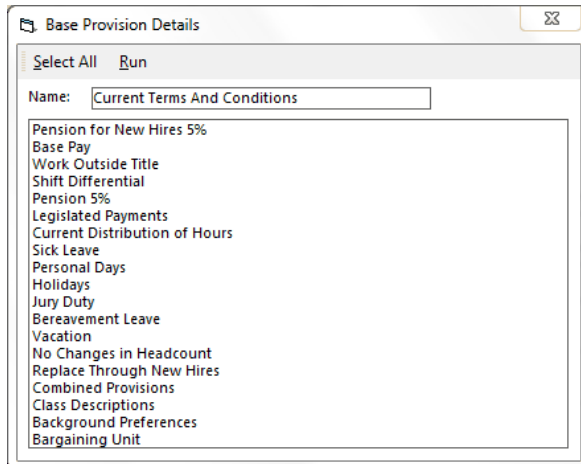 Base Provision Details
Select All Run
Name: Current Terms And Conditions
Pension for New Hires 5%
Base Pay
Work Outside Title
Shift Differential
Pension 5%
Legislated Payments
Current Distribution of Hours
Sick Leave
Personal Days
Holidays
Jury Duty
Bereavement Leave
Vacation
No Changes in Headcount
Replace Through New Hires
Combined Provisions
Class Descriptions
Background Preferences
Bargaining Unit